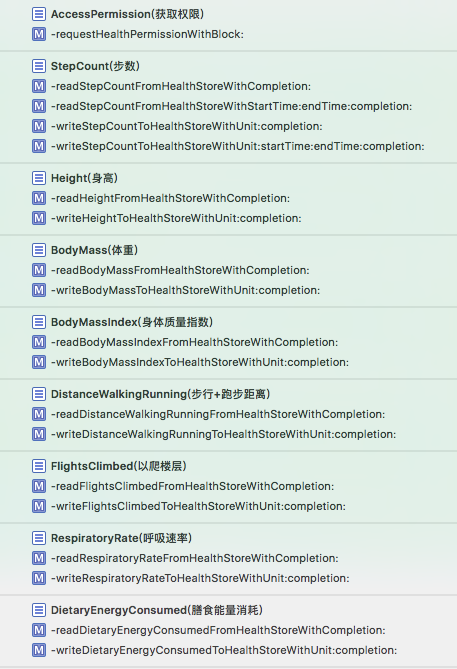 AccessPermission(获取权限)
M -requestHealthPermissionWithBlock:
StepCount(步数)
M -readStepCountFromHealthStoreWithCompletion:
M -readStepCountFromHealthStoreWithStartTime:endTime:completion:
M -writeStepCountToHealthStoreWithUnit:completion:
M -writeStepCountToHealthStoreWithUnit:startTime:endTime:completion:
Height(身高)
M -readHeightFromHealthStoreWithCompletion:
M -writeHeightToHealthStoreWithUnit:completion:
BodyMass(体重)
M -readBodyMassFromHealthStoreWithCompletion:
M -writeBodyMassToHealthStoreWithUnit:completion:
BodyMassIndex(身体质量指数)
M -readBodyMassIndexFromHealthStoreWithCompletion:
M -writeBodyMassIndexToHealthStoreWithUnit:completion:
DistanceWalkingRunning(步行+跑步距离)
M -readDistanceWalkingRunningFromHealthStoreWithCompletion:
M -writeDistanceWalkingRunningToHealthStoreWithUnit:completion:
FlightsClimbed(以爬楼层)
M -readFlightsClimbedFromHealthStoreWithCompletion:
M -writeFlightsClimbedToHealthStoreWithUnit:completion:
RespiratoryRate(呼吸速率)
M -readRespiratoryRateFromHealthStoreWithCompletion:
M -writeRespiratoryRateToHealthStoreWithUnit:completion:
DietaryEnergyConsumed(膳食能量消耗)
M -readDietaryEnergyConsumedFromHealthStoreWithCompletion:
M -writeDietaryEnergyConsumedToHealthStoreWithUnit:completion: